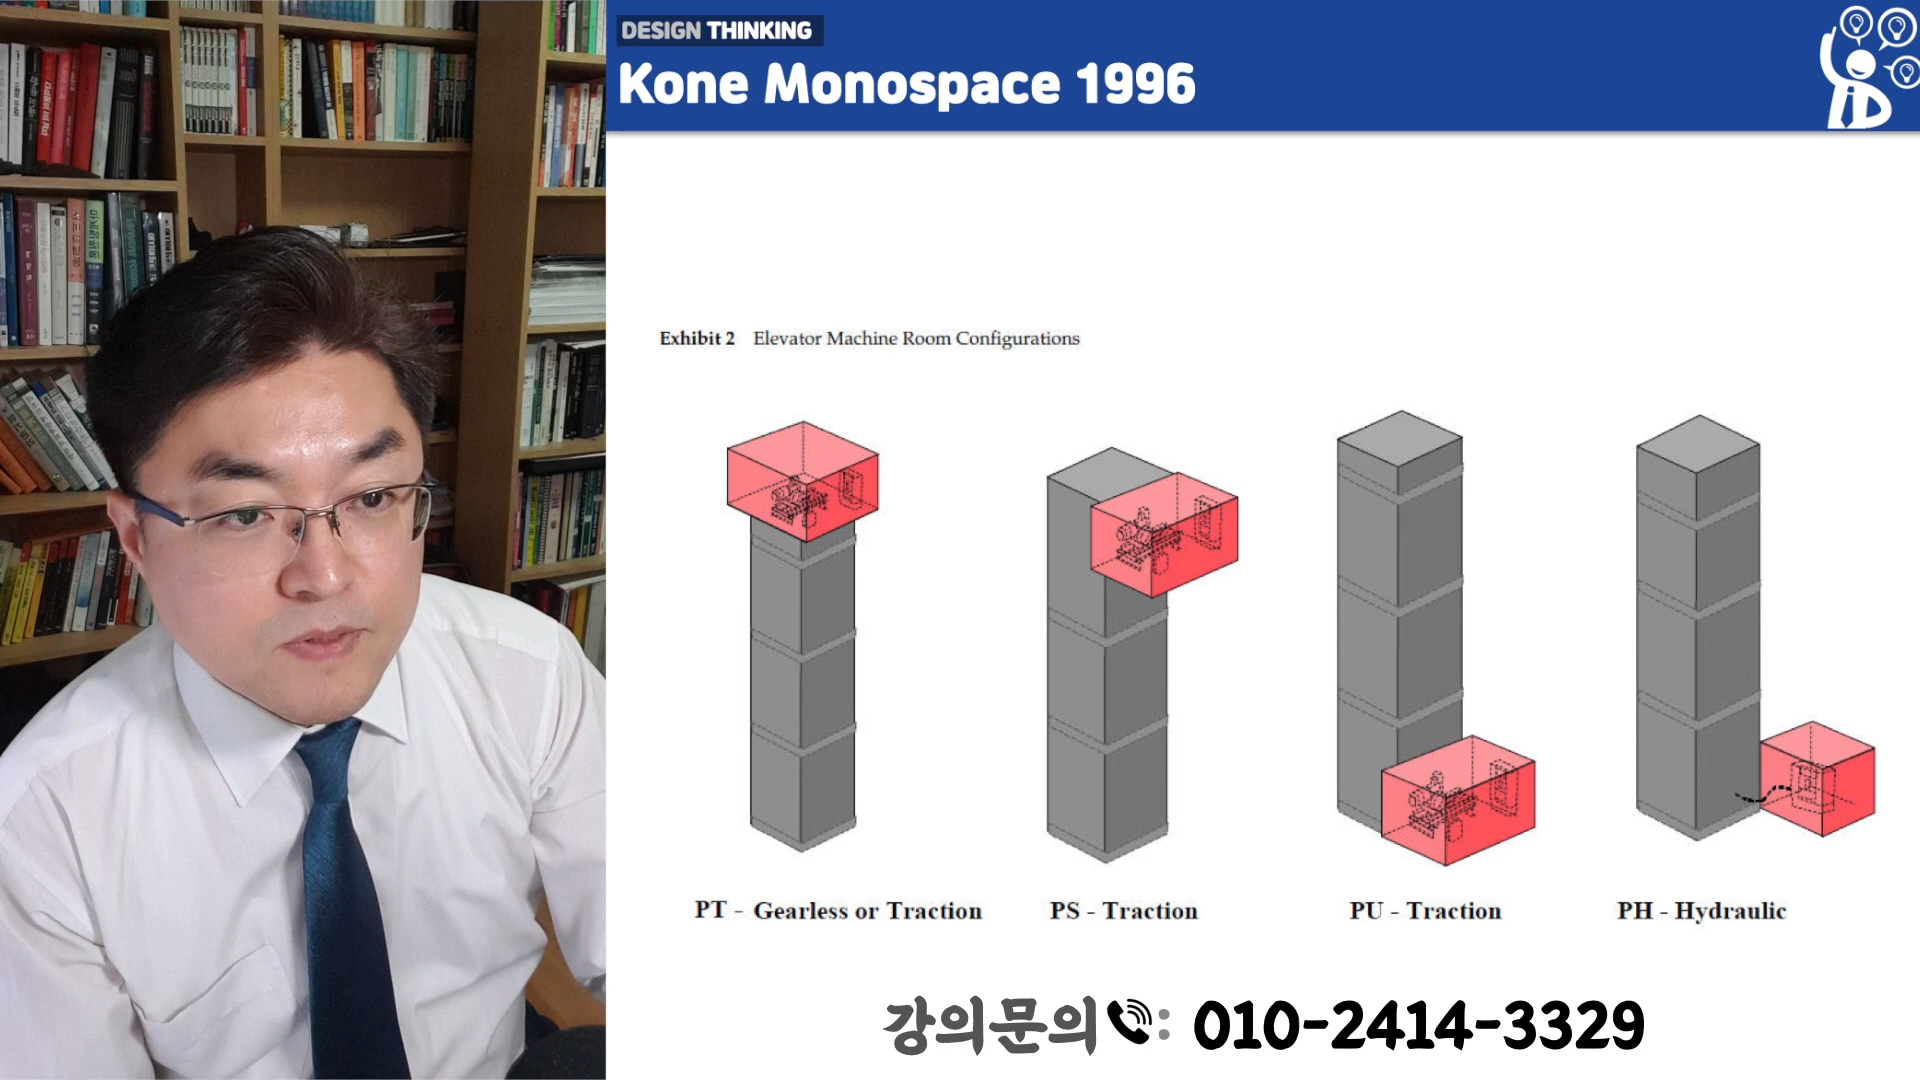 DESIGN THINKING
Kone Monospace 1996
Exhibit 2 Elevator Machine Room Configurations
PT - Gearless or Traction
PS - Traction
PU - Traction
PH - Hydraulic
강의문의 : 010-2414-3329